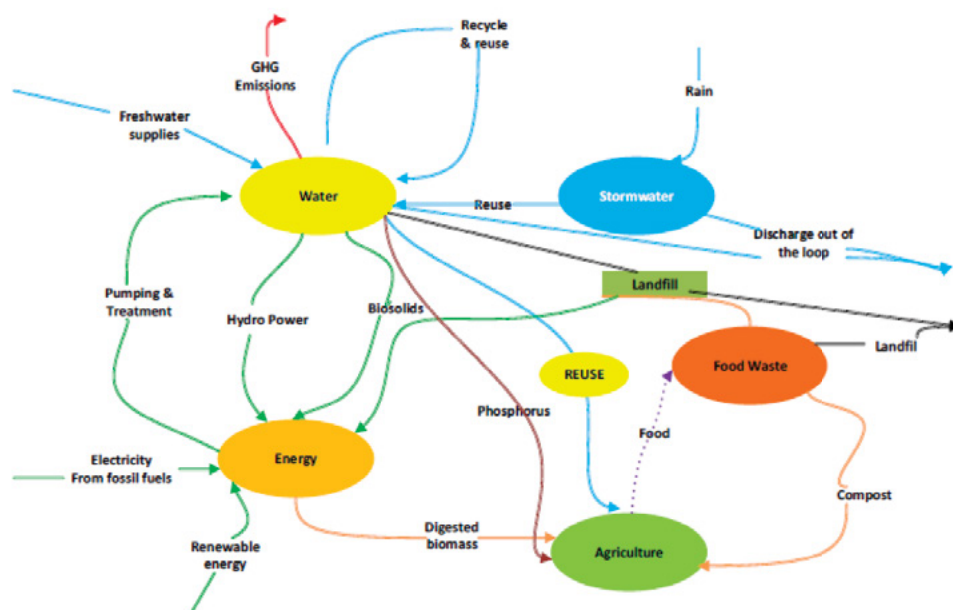 Recycle
& reuse
GHG
Emissions
Rain
Freshwater
supplies
Water
Stormwater
Reuse
Discharge out of
the loop
Landfill
Pumping &
Treatment
Hydro Power
Biosolids
Landfil
Food Waste
REUSE
Phosphorus
Food
Energy
Electricity
From fossil fuels
Compost
Digested
biomass
Agriculture
Renewable
energy